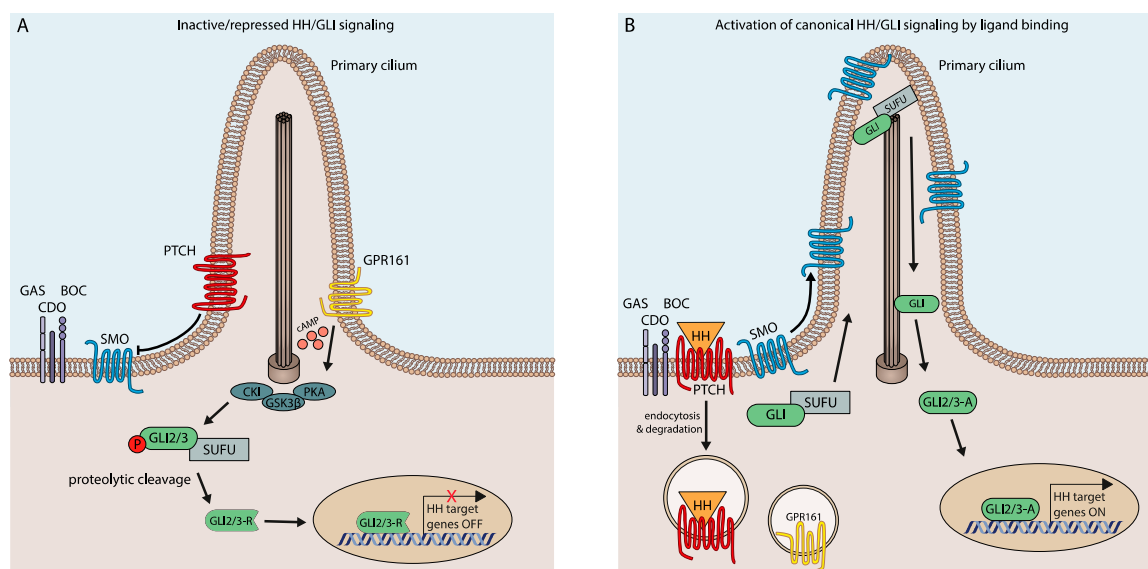 A
Inactive/repressed HH/GLI signaling
Primary cilium
PTCH
GPR161
GAS
BOC
CDO
SMO
cAMP
CKI
PKA
GSK3β
P
GLI2/3
SUFU
proteolytic cleavage
GLI2/3-R
GLI2/3-R
X
HH target
genes OFF
B
Activation of canonical HH/GLI signaling by ligand binding
Primary cilium
SUFU
GLI
GLI
GAS
BOC
CDO
HH
SMO
PTCH
endocytosis
& degradation
SUFU
GLI
GLI2/3-A
HH
GPR161
GLI2/3-A
HH target
genes ON